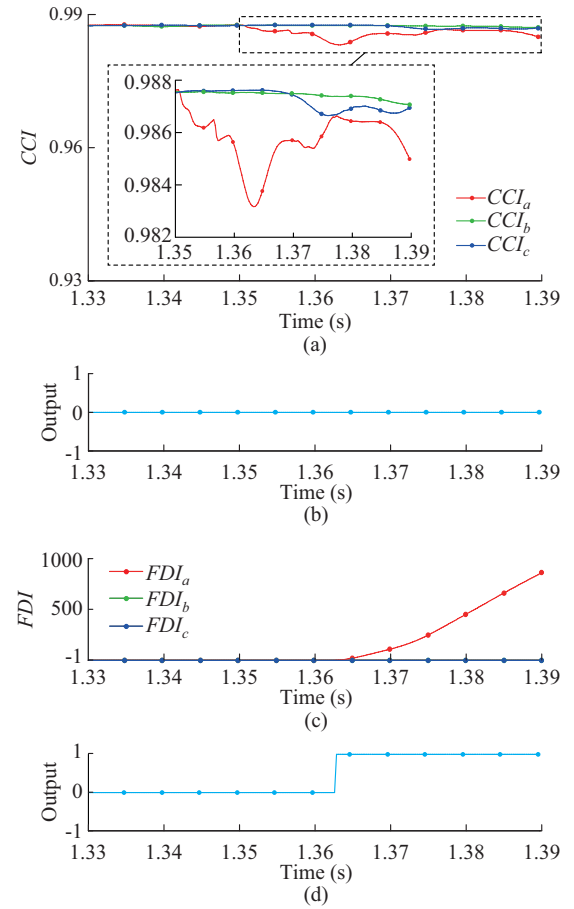 0.99
0.96
0.93
CCI
0.988
0.986
0.984
0.982
1.35 1.36 1.37 1.38 1.39
CCIa
CCIb
CCIc
1.33 1.34 1.35 1.36 1.37 1.38 1.39
Time (s)
(a)
1
0
-1
Output
1.33 1.34 1.35 1.36 1.37 1.38 1.39
Time (s)
(b)
1000
500
-1
FDI
FDIa
FDIb
FDIc
1.33 1.34 1.35 1.36 1.37 1.38 1.39
Time (s)
(c)
1
0
-1
Output
1.33 1.34 1.35 1.36 1.37 1.38 1.39
Time (s)
(d)